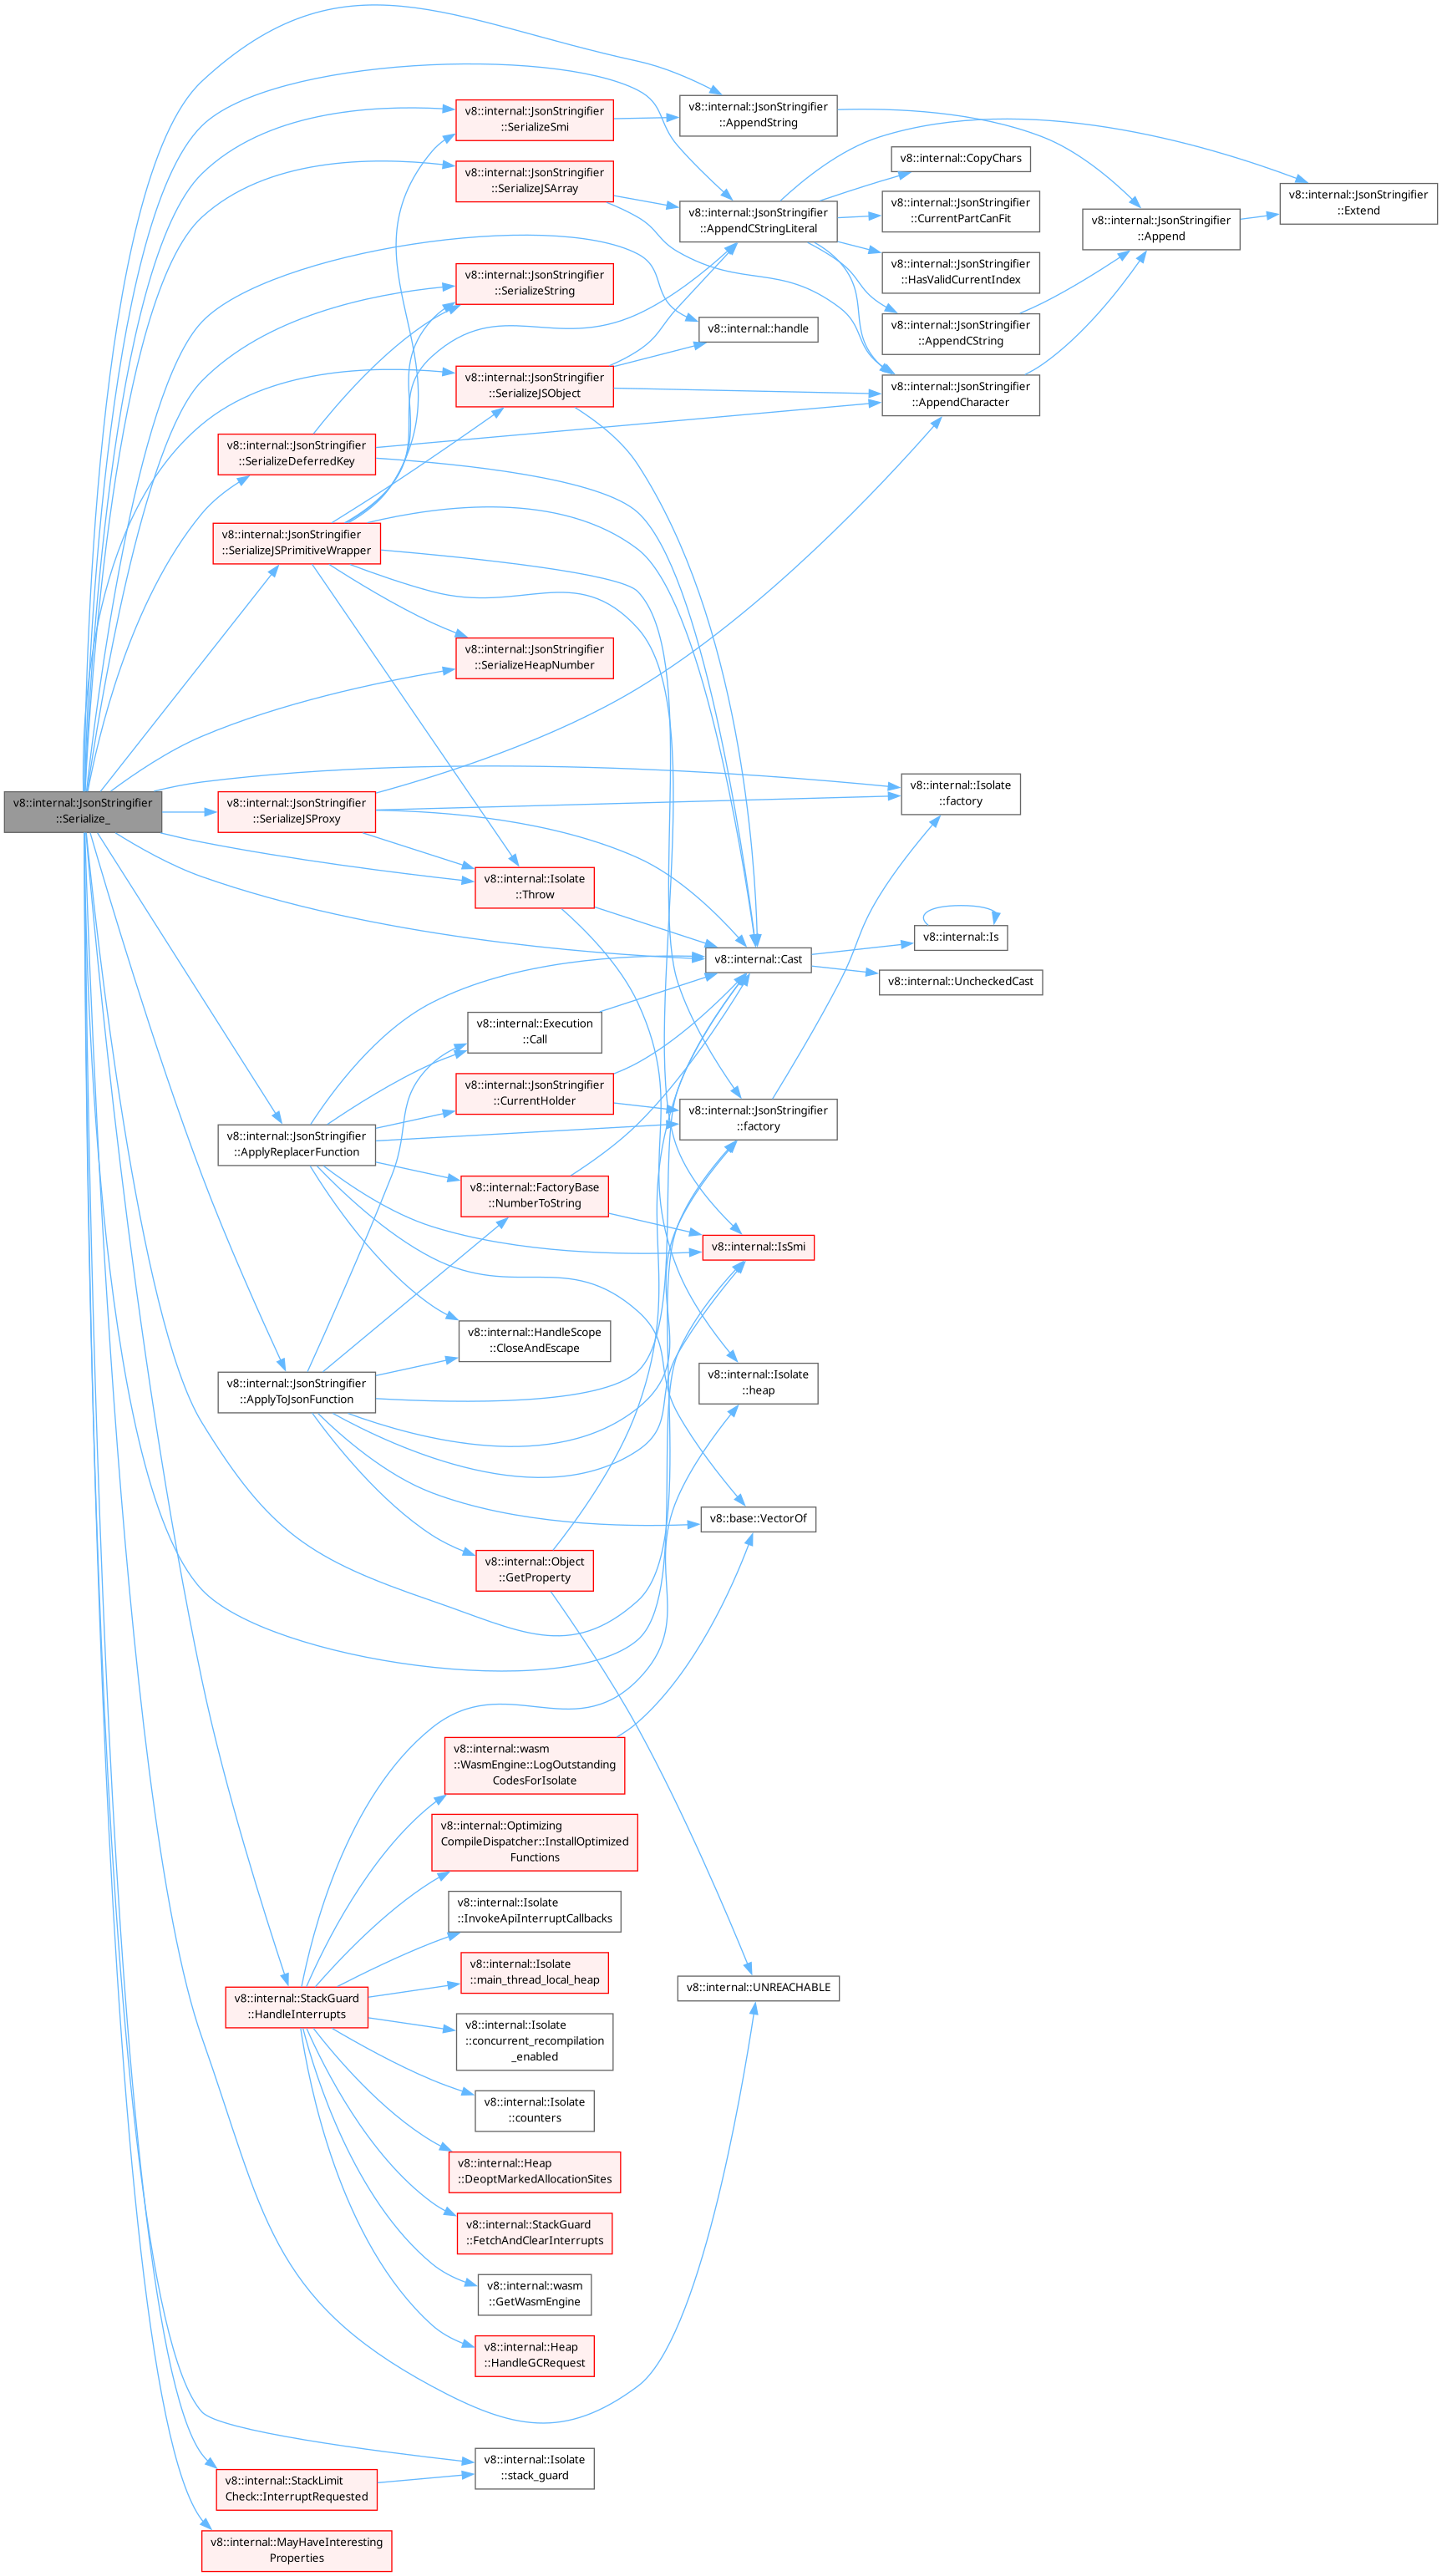 v8::internal::JsonStringifier
::Serialize_
v8::internal::JsonStringifier
::AppendString
v8::internal::JsonStringifier
::SerializeSmi
v8::internal::JsonStringifier
::SerializeJSArray
v8::internal::CopyChars
v8::internal::JsonStringifier
::AppendCStringLiteral
v8::internal::JsonStringifier
::CurrentPartCanFit
v8::internal::JsonStringifier
::Append
v8::internal::JsonStringifier
::Extend
v8::internal::JsonStringifier
::HasValidCurrentIndex
v8::internal::JsonStringifier
::SerializeString
v8::internal::handle
v8::internal::JsonStringifier
::AppendCString
v8::internal::JsonStringifier
::SerializeJSObject
v8::internal::JsonStringifier
::AppendCharacter
v8::internal::JsonStringifier
::SerializeDeferredKey
v8::internal::JsonStringifier
::SerializeJSPrimitiveWrapper
v8::internal::JsonStringifier
::SerializeHeapNumber
v8::internal::JsonStringifier
::SerializeJSProxy
v8::internal::Isolate
::factory
v8::internal::Isolate
::Throw
v8::internal::Is
v8::internal::Cast
v8::internal::UncheckedCast
v8::internal::Execution
::Call
v8::internal::JsonStringifier
::CurrentHolder
v8::internal::JsonStringifier
::factory
v8::internal::JsonStringifier
::ApplyReplacerFunction
v8::internal::FactoryBase
::NumberToString
v8::internal::IsSmi
v8::internal::HandleScope
::CloseAndEscape
v8::internal::JsonStringifier
::ApplyToJsonFunction
v8::internal::Isolate
::heap
v8::base::VectorOf
v8::internal::Object
::GetProperty
v8::internal::wasm
::WasmEngine::LogOutstanding
CodesForIsolate
v8::internal::Optimizing
CompileDispatcher::InstallOptimized
Functions
v8::internal::Isolate
::InvokeApiInterruptCallbacks
v8::internal::Isolate
::main_thread_local_heap
v8::internal::UNREACHABLE
v8::internal::StackGuard
::HandleInterrupts
v8::internal::Isolate
::concurrent_recompilation
_enabled
v8::internal::Isolate
::counters
v8::internal::Heap
::DeoptMarkedAllocationSites
v8::internal::StackGuard
::FetchAndClearInterrupts
v8::internal::wasm
::GetWasmEngine
v8::internal::Heap
::HandleGCRequest
v8::internal::Isolate
::stack_guard
v8::internal::StackLimit
Check::InterruptRequested
v8::internal::MayHaveInteresting
Properties